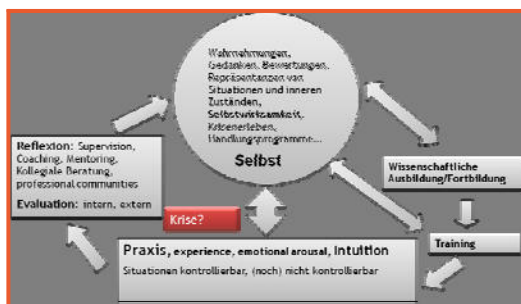 Wahrnehmungen,
Gedanken, Bewertungen,
Repräsentanzen von
Situationen und inneren
Zuständen,
Selbstwirksamkeit,
Krisenerleben,
Handlungsprogramme...
Selbst
Reflexion: Supervision,
Coaching, Mentoring,
Kollegiale Beratung,
professional communities
Evaluation: intern, extern
Krise?
Wissenschaftliche
Ausbildung/Fortbildung
Training
Praxis, experience, emotional arousal, Intuition
Situationen kontrollierbar, (noch) nicht kontrollierbar